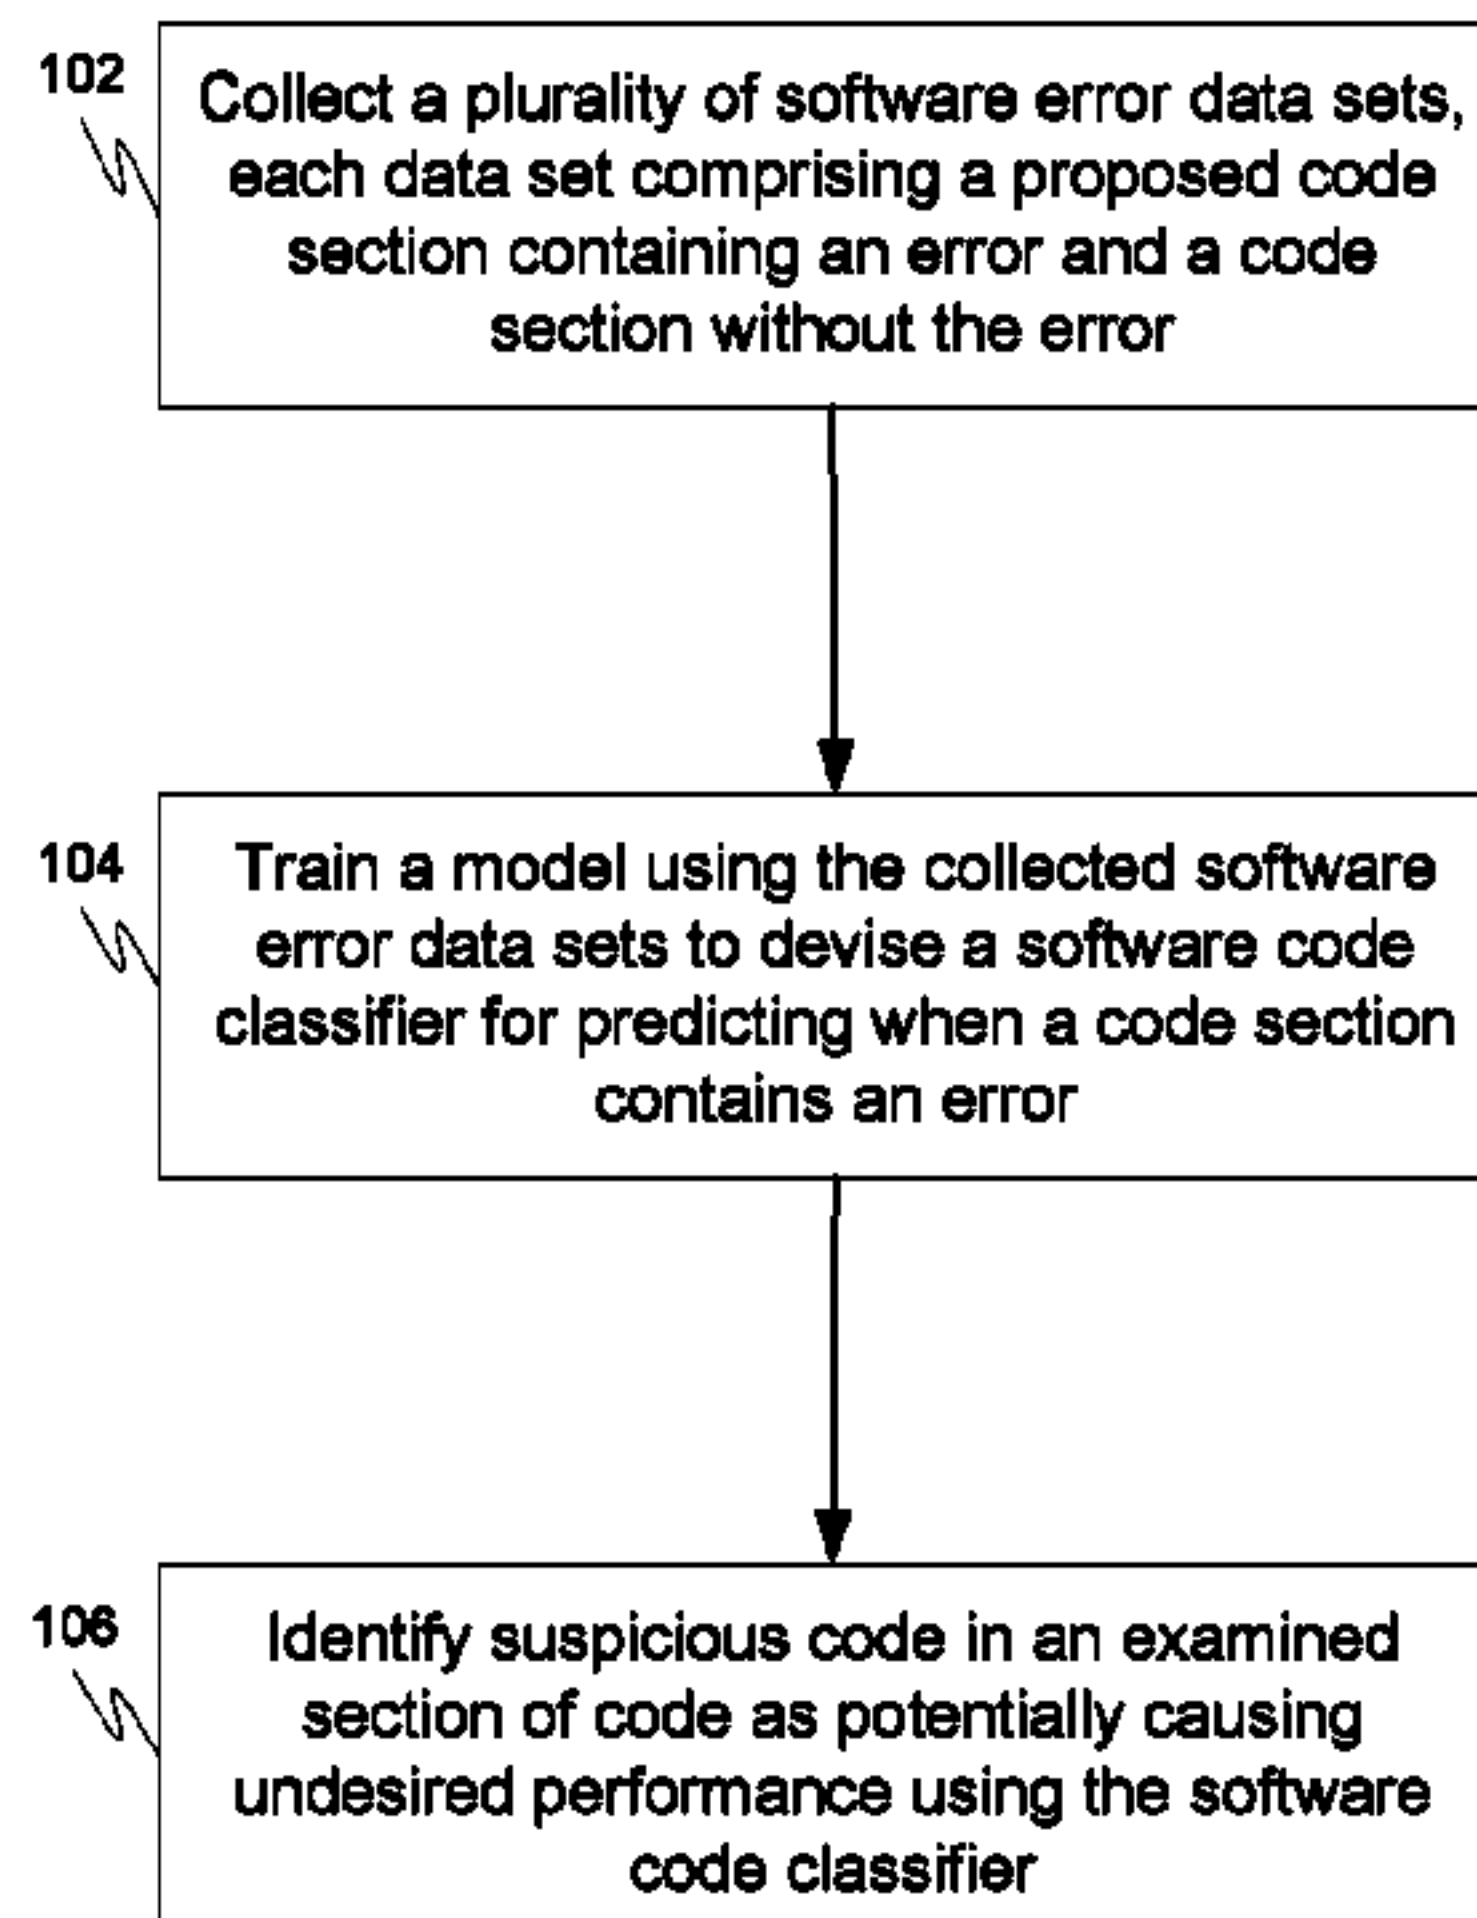 102
Collect a plurality of software error data sets,
each data set comprising a proposed code
section containing an error and a code
section without the error
104
Train a model using the collected software
error data sets to devise a software code
classifier for predicting when a code section
contains an error
106
Identify suspicious code in an examined
section of code as potentially causing
undesired performance using the software
code classifier